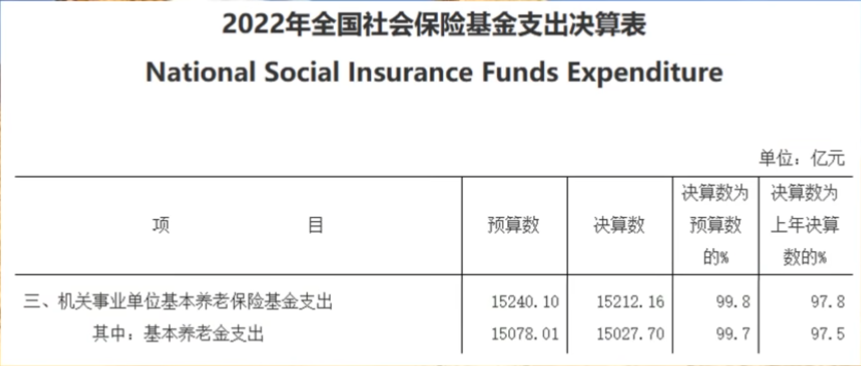 2022年全国社会保险基金支出决算表
National Social Insurance Funds Expenditure
单位：亿元
项 目 预算数 决算数 决算数为预算数的% 决算数为上年决算数的%
三、机关事业单位基本养老保险基金支出 15240.10 15212.16 99.8 97.8
其中：基本养老金支出 15078.01 15027.70 99.7 97.5